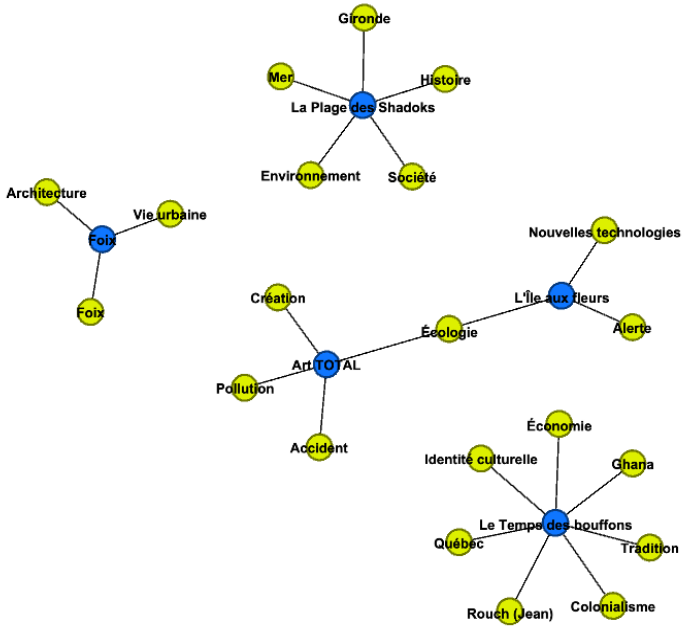 Gironde
Mer
Histoire
La Plage des Shadoks
Environnement
Société
Architecture
Vie urbaine
Foix
Foix
Nouvelles technologies
L'Île aux fleurs
Alerte
Création
Écologie
Art TOTAL
Pollution
Accident
Économie
Identité culturelle
Ghana
Le Temps des bouffons
Québec
Tradition
Rouch (Jean)
Colonialisme